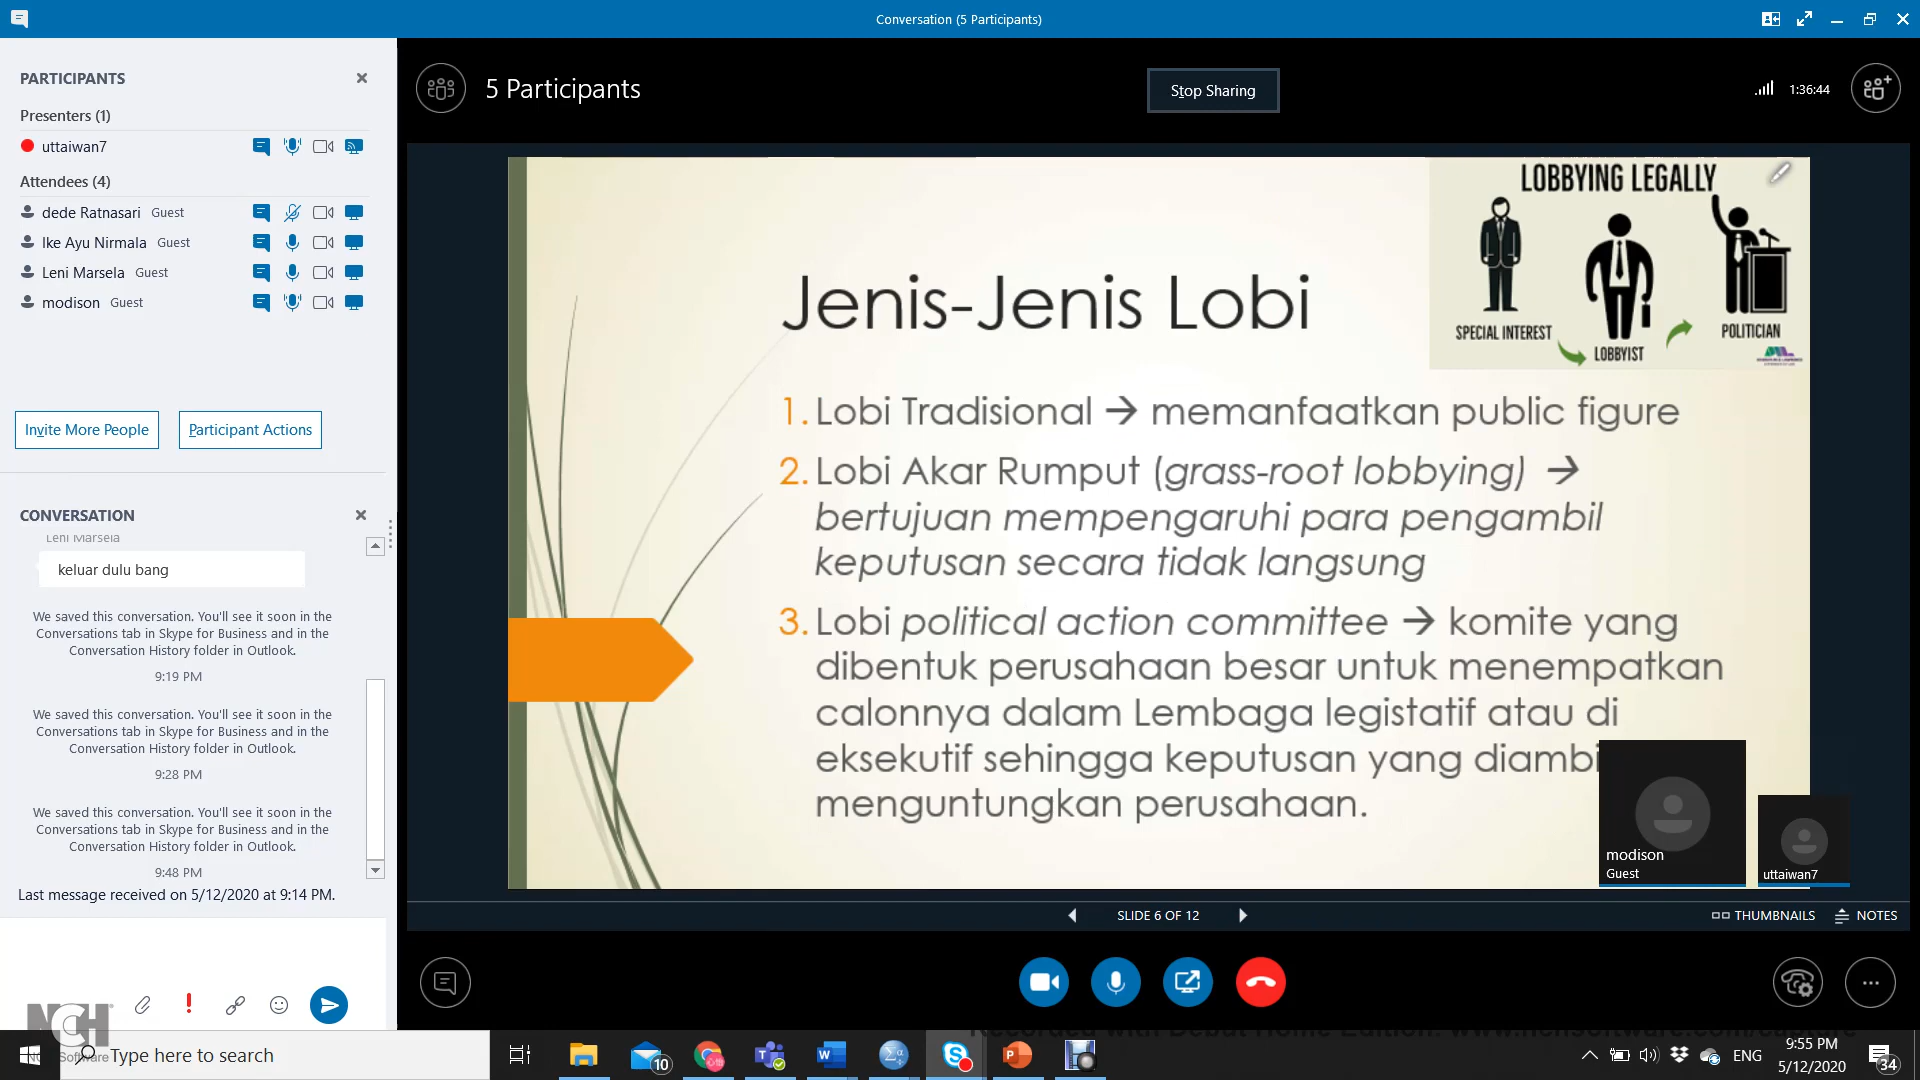 Conversation (5 Participants)
PARTICIPANTS
Presenters (1)
uttaiwan7
Attendees (4)
dede Ratnasari Guest
Ike Ayu Nirmala Guest
Leni Marsela Guest
modison Guest
Invite More People
Participant Actions
CONVERSATION
Leni Marsela
keluar dulu bang
We saved this conversation. You'll see it soon in the
Conversations tab in Skype for Business and in the
Conversation History folder in Outlook.
9:19 PM
We saved this conversation. You'll see it soon in the
Conversations tab in Skype for Business and in the
Conversation History folder in Outlook.
9:28 PM
We saved this conversation. You'll see it soon in the
Conversations tab in Skype for Business and in the
Conversation History folder in Outlook.
9:48 PM
Last message received on 5/12/2020 at 9:14 PM.
5 Participants
Stop Sharing
1:36:44
LOBBYING LEGALLY
SPECIAL INTEREST
LOBBYIST
POLITICIAN
Jenis-Jenis Lobi
1. Lobi Tradisional → memanfaatkan public figure
2. Lobi Akar Rumput (grass-root lobbying) →
bertujuan mempengaruhi para pengambil
keputusan secara tidak langsung
3. Lobi political action committee → komite yang
dibentuk perusahaan besar untuk menempatkan
calonnya dalam Lembaga legistatif atau di
eksekutif sehingga keputusan yang diambi
menguntungkan perusahaan.
modison
Guest
uttaiwan7
SLIDE 6 OF 12
THUMBNAILS
NOTES
NCH
Software
Type here to search
10
ENG
9:55 PM
5/12/2020
34